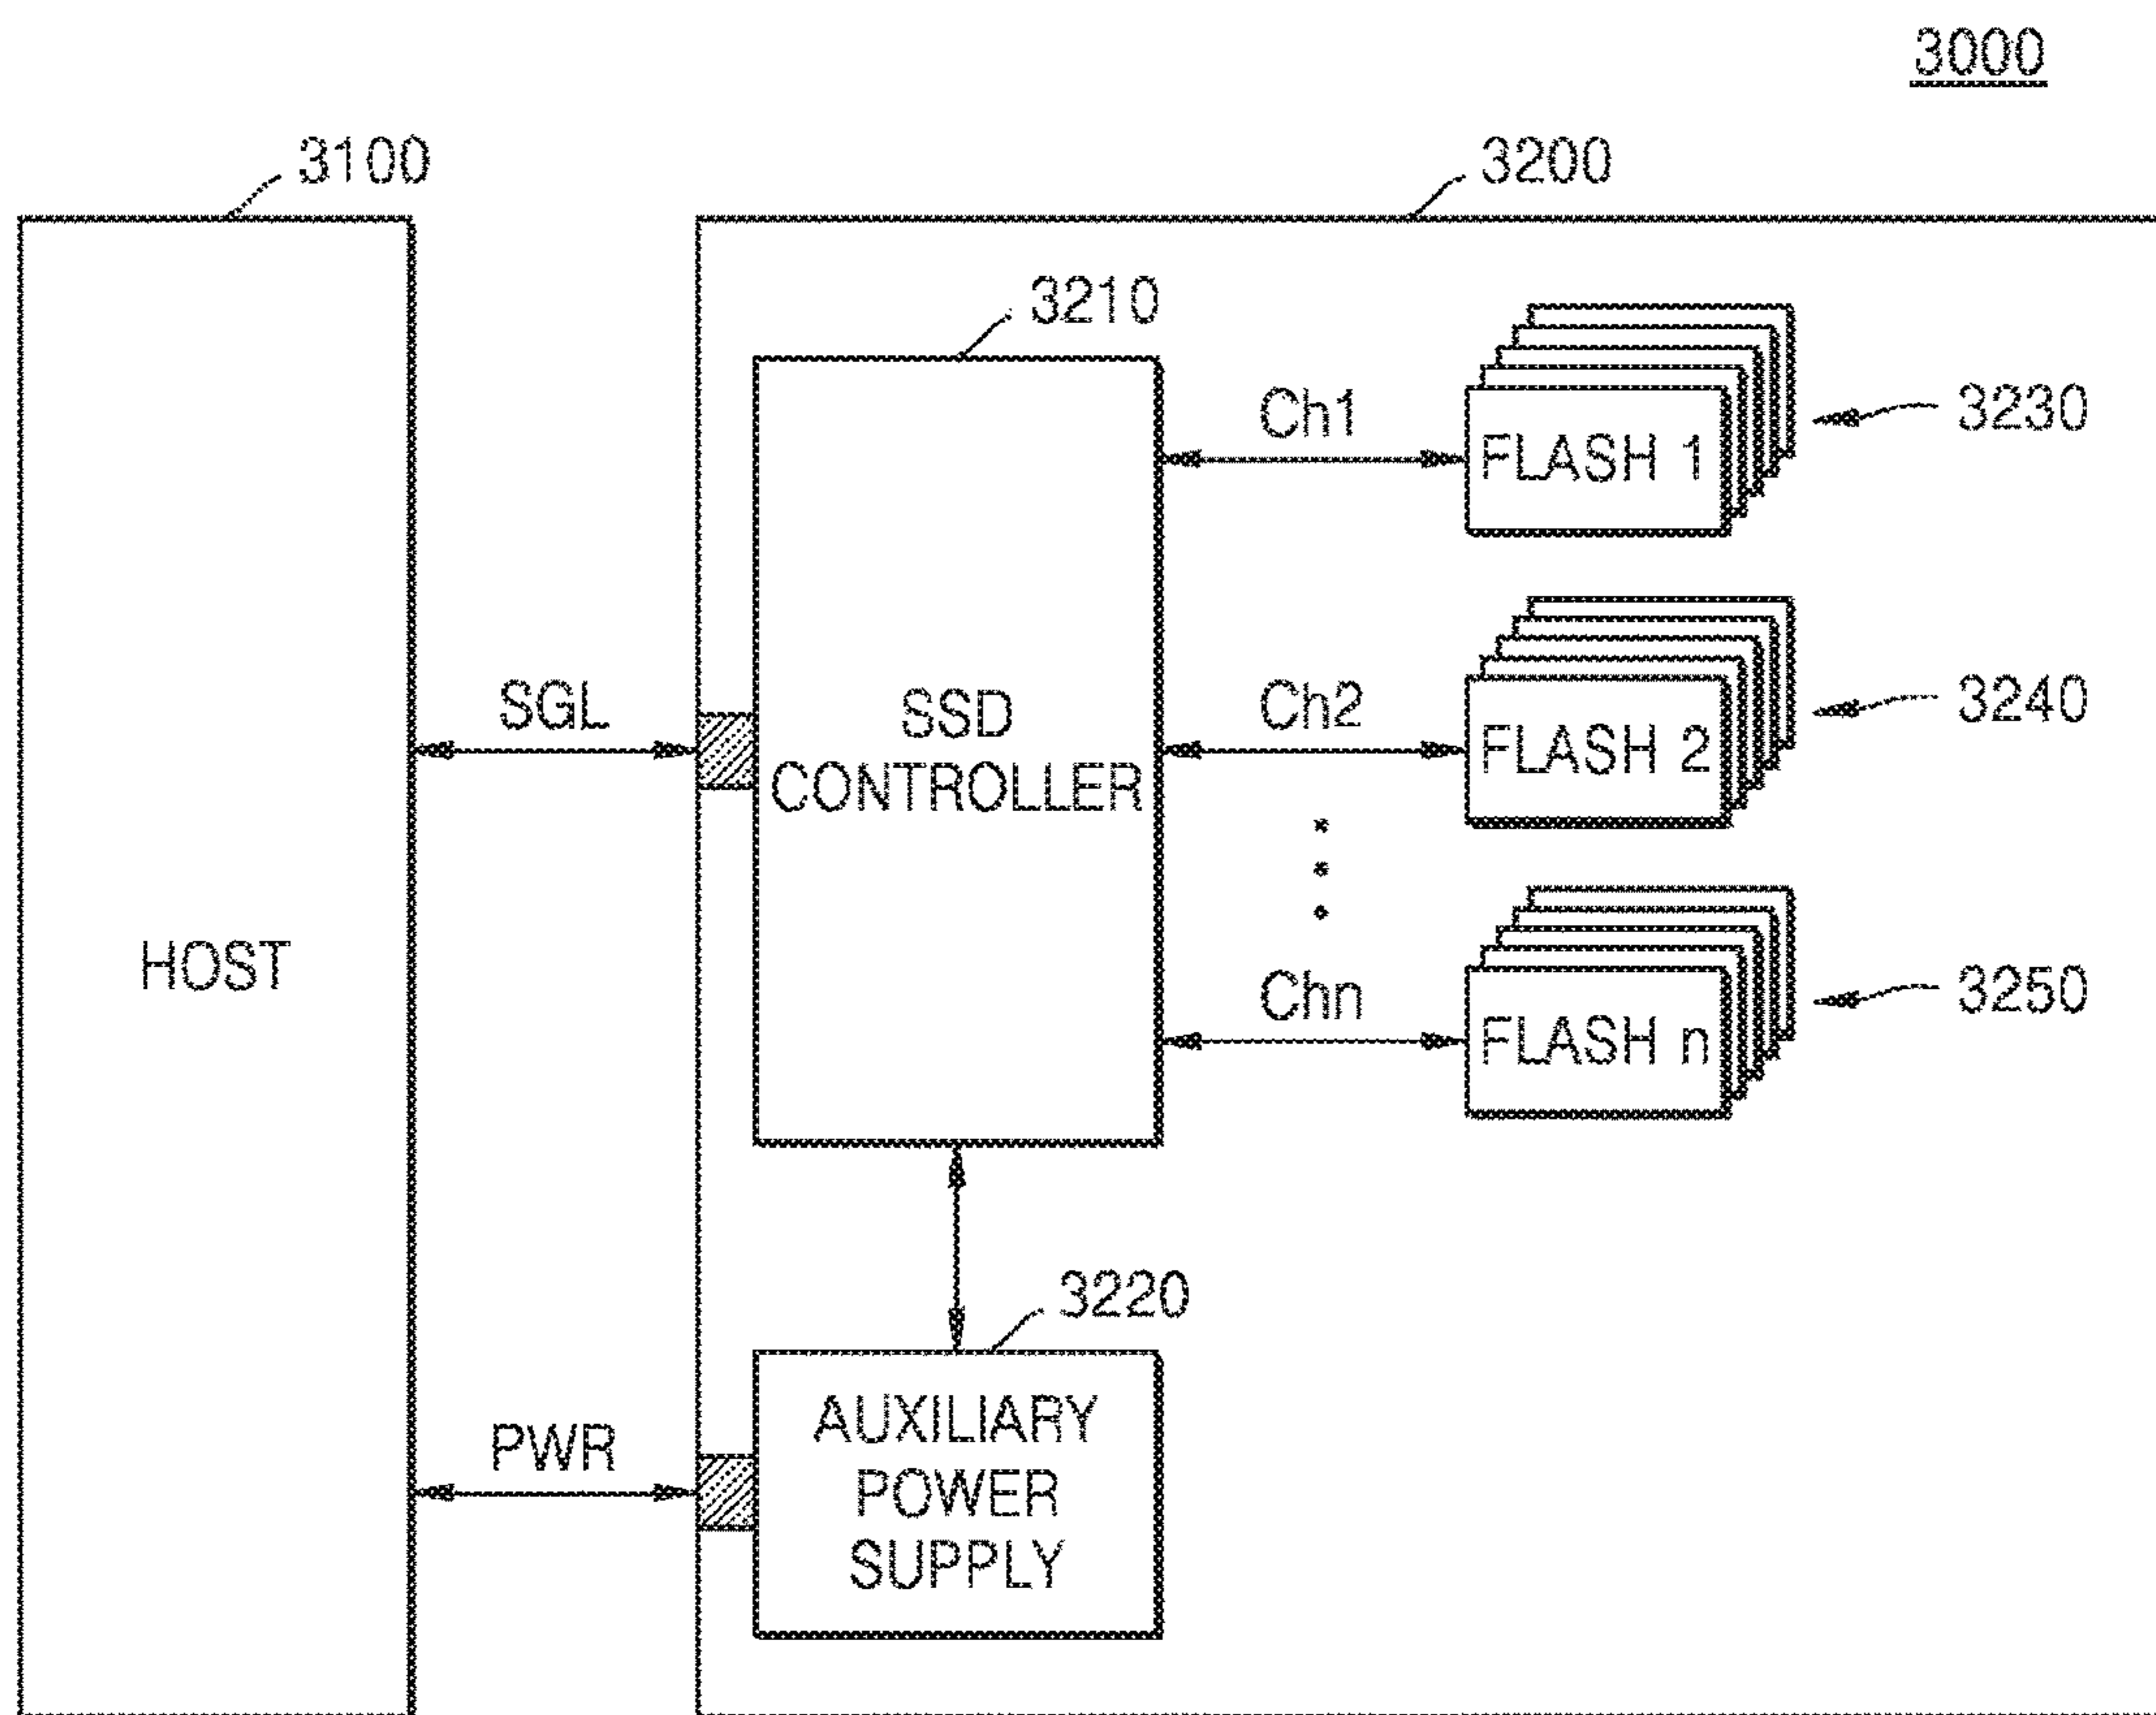 3000
3100
3200
3210
Ch1
FLASH 1
3230
SGL
SSD
CONTROLLER
Ch2
FLASH 2
3240
HOST
Chn
FLASH n
3250
3220
PWR
AUXILIARY
POWER
SUPPLY